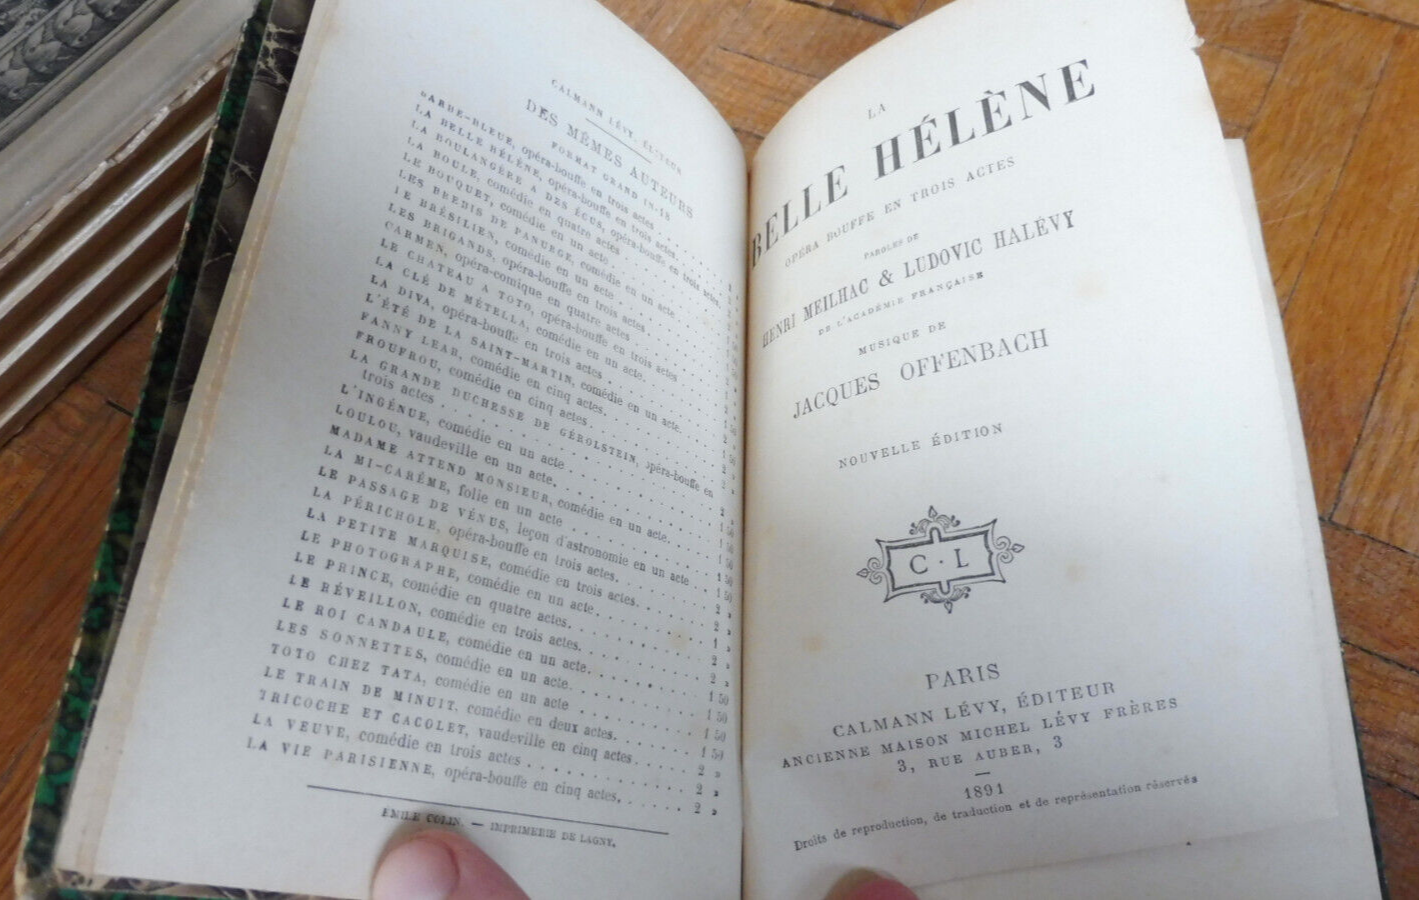 CALMANN LÉVY, ÉDITEUR
DES MÊMES AUTEURS
FORMAT GRAND IN-18
BARBE-BLEUE, opéra-bouffe en trois actes
LA BELLE HÉLÈNE, opéra-bouffe en trois actes.
LA BOULANGÈRE A DES ÉCUS, opéra-bouffe en trois actes.
LA BOULE, comédie en quatre actes
LE BOUQUET, comédie en un acte
LES BREBIS DE PANURGE, comédie en un acte
LE BRÉSILIEN, comédie en un acte
LES BRIGANDS, opéra-bouffe en trois actes
CARMEN, opéra-comique en quatre actes
LE CHATEAU A TOTO, opéra-bouffe en trois actes
LA CLÉ DE MÉTELLA, comédie en un acte.
LA DIVA, opéra-bouffe en trois actes
L'ÉTÉ DE LA SAINT-MARTIN, comédie en un acte.
FANNY LEAR, comédie en cinq actes.
FROUFROU, comédie en cinq actes.
LA GRANDE DUCHESSE DE GÉROLSTEIN, opéra-bouffe en
trois actes
L'INGÉNUE, comédie en un acte
LOULOU, vaudeville en un acte.
MADAME ATTEND MONSIEUR, comédie en un acte.
LA MI-CARÊME, folie en un acte
LE PASSAGE DE VÉNUS, leçon d'astronomie en un acte
LA PÉRICHOLE, opéra-bouffe en trois actes.
LA PETITE MARQUISE, comédie en trois actes.
LE PHOTOGRAPHE, comédie en un acte.
LE PRINCE, comédie en quatre actes.
LE RÉVEILLON, comédie en trois actes.
LE ROI CANDAULE, comédie en un acte.
LES SONNETTES, comédie en un acte.
TOTO CHEZ TATA, comédie en un acte
LE TRAIN DE MINUIT, comédie en deux actes.
TRICOCHE ET CACOLET, vaudeville en cinq actes
LA VEUVE, comédie en trois actes
LA VIE PARISIENNE, opéra-bouffe en cinq actes.
ÉMILE COLIN. — IMPRIMERIE DE LAGNY.
LA
BELLE HÉLÈNE
OPÉRA BOUFFE EN TROIS ACTES
PAROLES DE
HENRI MEILHAC & LUDOVIC HALÉVY
DE L'ACADÉMIE FRANÇAISE
MUSIQUE DE
JACQUES OFFENBACH
NOUVELLE ÉDITION
C · L
PARIS
CALMANN LÉVY, ÉDITEUR
ANCIENNE MAISON MICHEL LÉVY FRÈRES
3, RUE AUBER, 3
1891
Droits de reproduction, de traduction et de représentation réservés